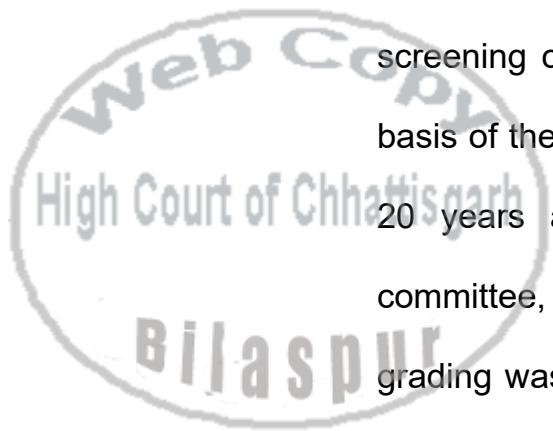 Web Copy
screening c
basis of the
High Court of Chhattisgarh
20 years a
committee,
Bilaspur
grading was